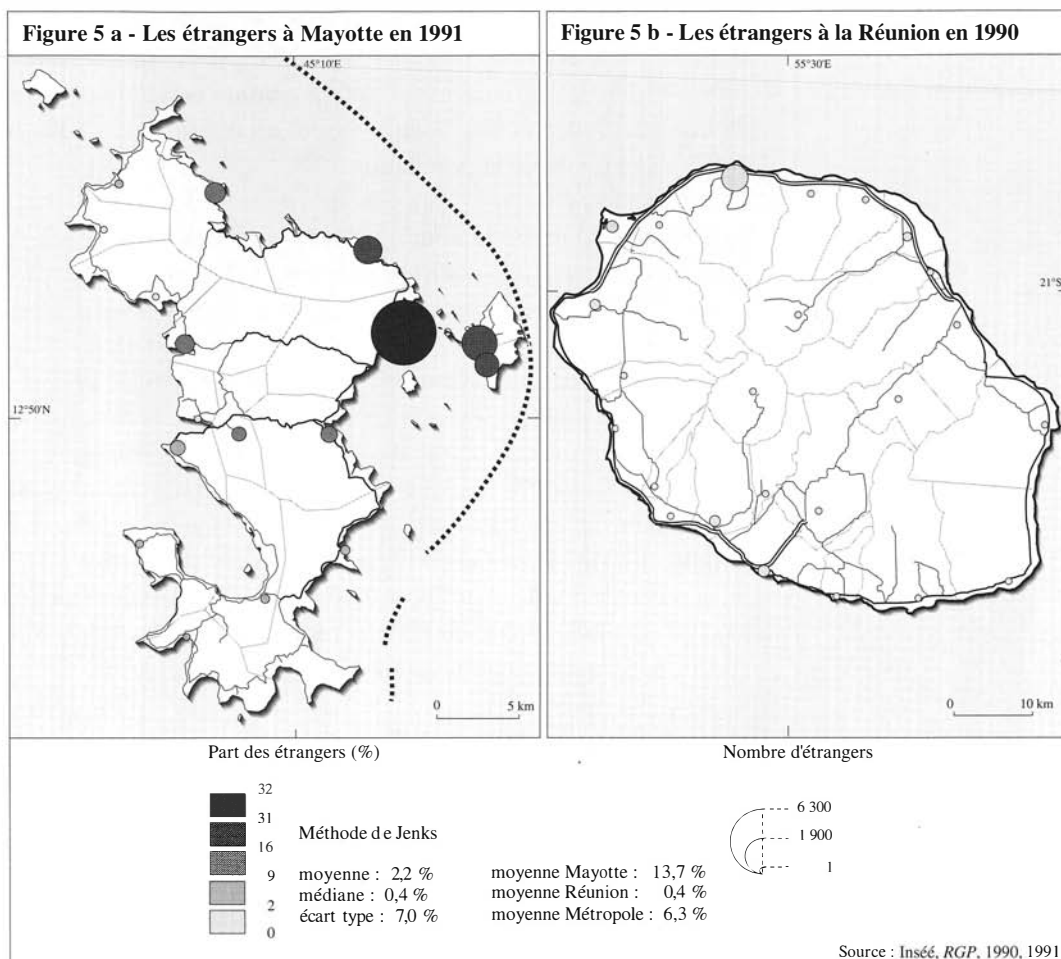 Figure 5 a - Les étrangers à Mayotte en 1991
45°10'E
12°50'N
0 5 km
Figure 5 b - Les étrangers à la Réunion en 1990
55°30'E
21°S
0 10 km
Part des étrangers (%)
32
31
16
9
2
0
Méthode de Jenks
moyenne : 2,2 %
médiane : 0,4 %
écart type : 7,0 %
moyenne Mayotte : 13,7 %
moyenne Réunion : 0,4 %
moyenne Métropole : 6,3 %
Nombre d'étrangers
6 300
1 900
1
Source : Inséé, RGP, 1990, 1991